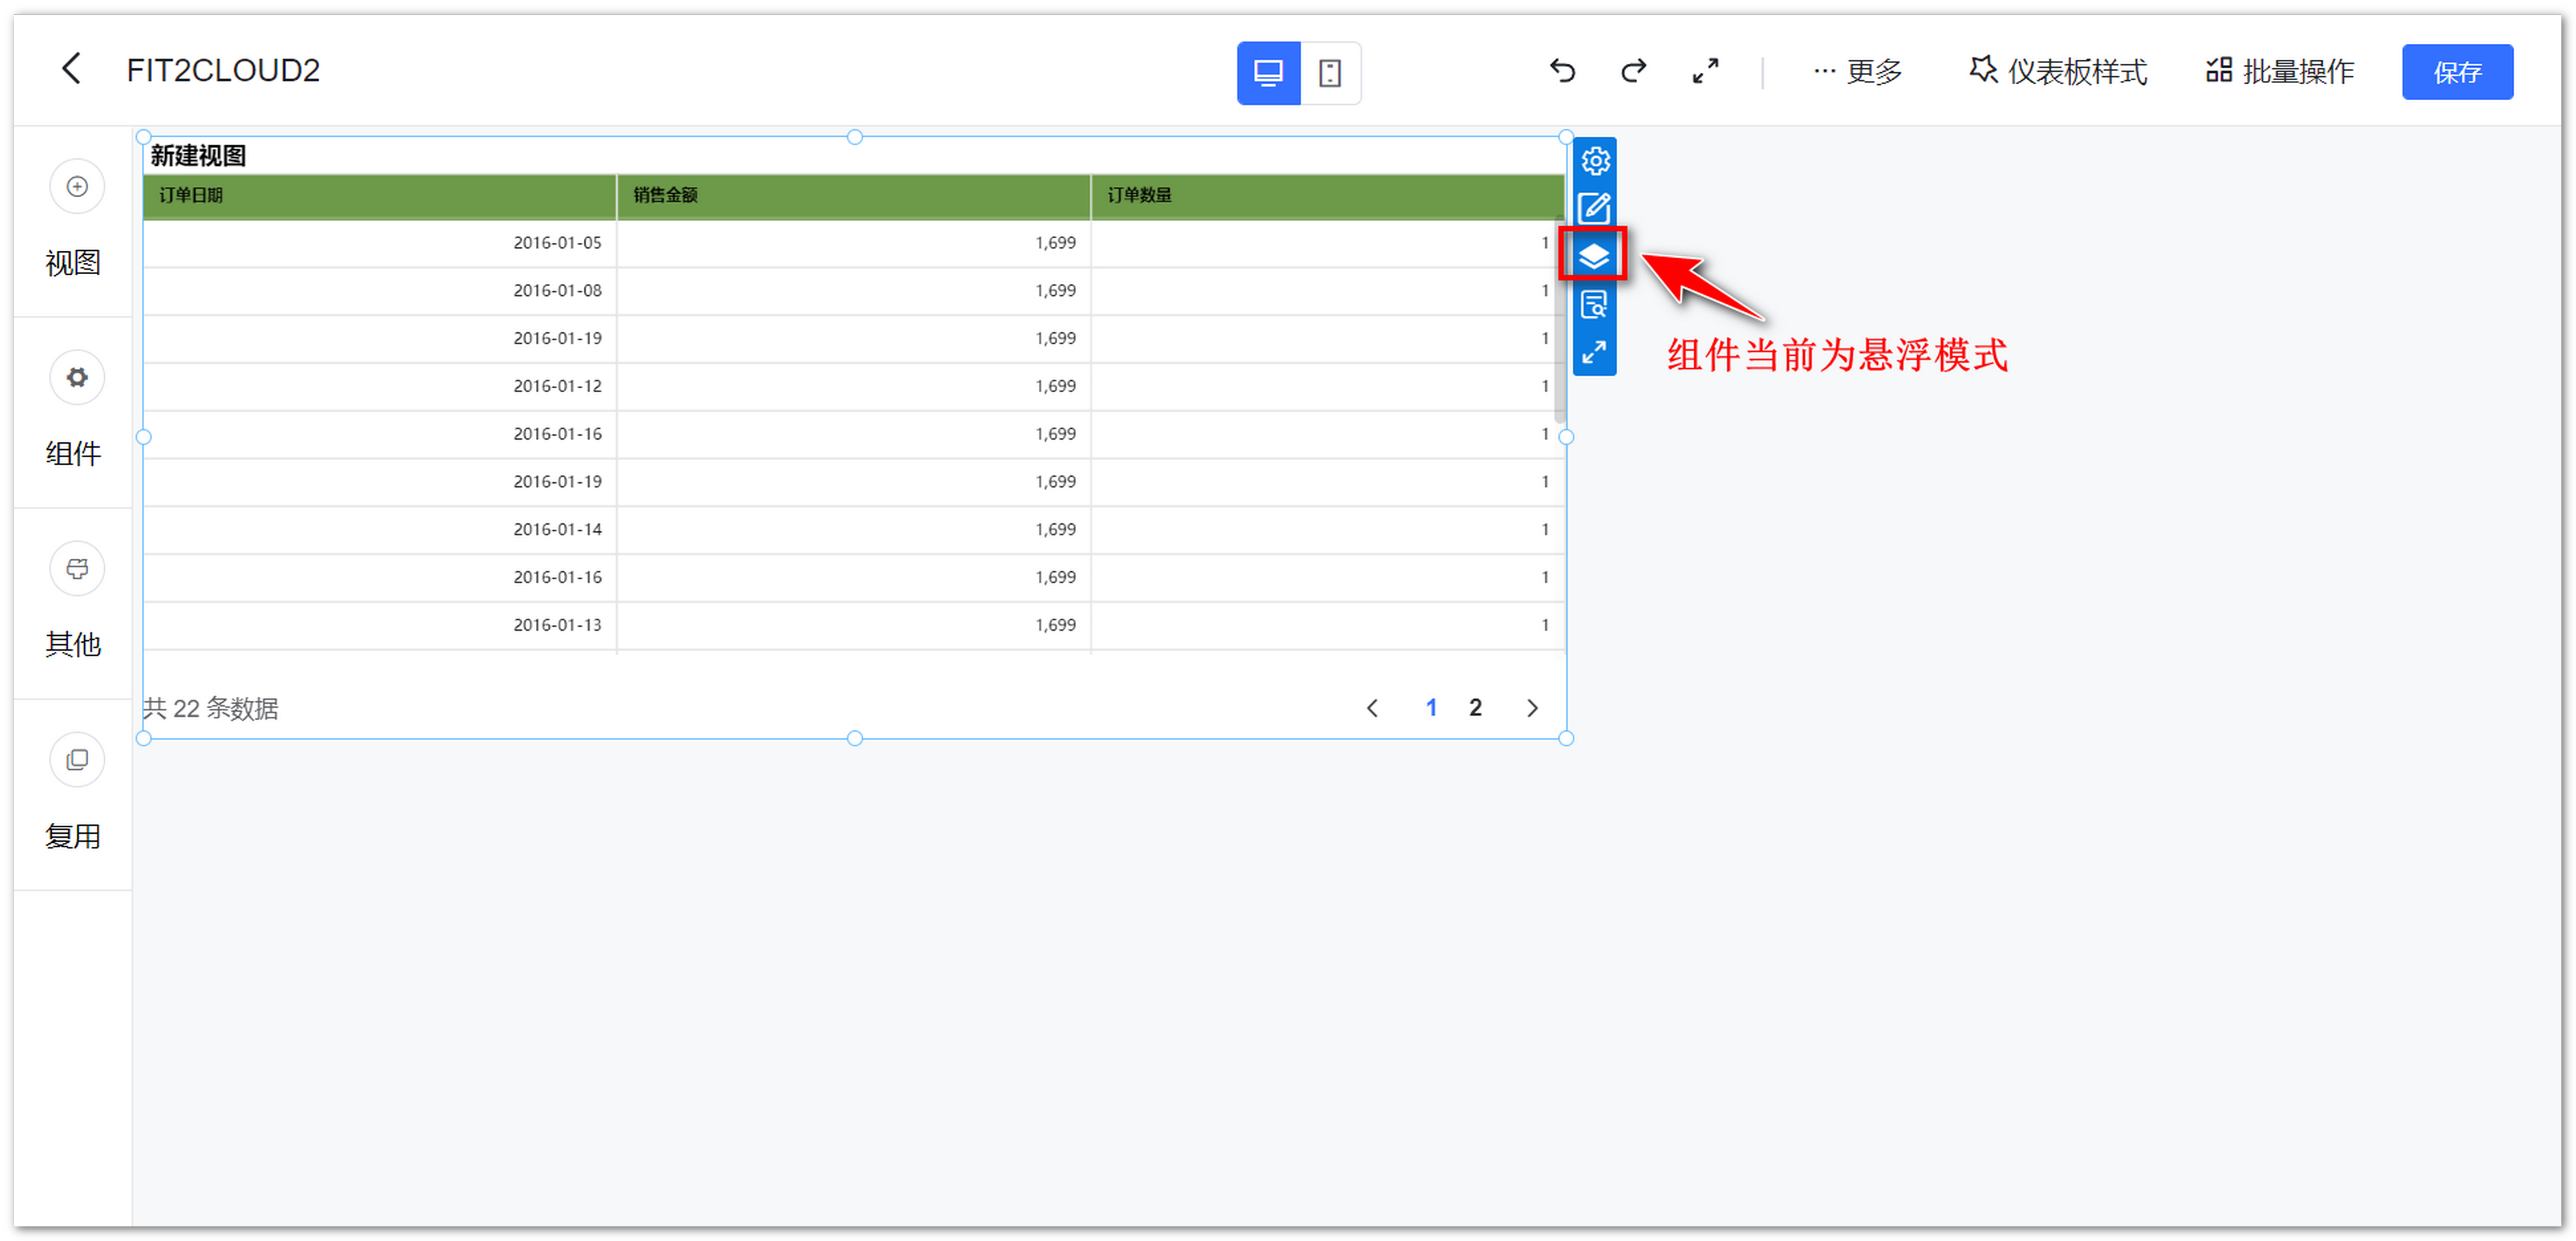 FIT2CLOUD2
··· 更多 仪表板样式 批量操作 保存
视图
组件
其他
复用
新建视图
订单日期 销售金额 订单数量
2016-01-05 1,699 1
2016-01-08 1,699 1
2016-01-19 1,699 1
2016-01-12 1,699 1
2016-01-16 1,699 1
2016-01-19 1,699 1
2016-01-14 1,699 1
2016-01-16 1,699 1
2016-01-13 1,699 1
共 22 条数据 1 2
组件当前为悬浮模式